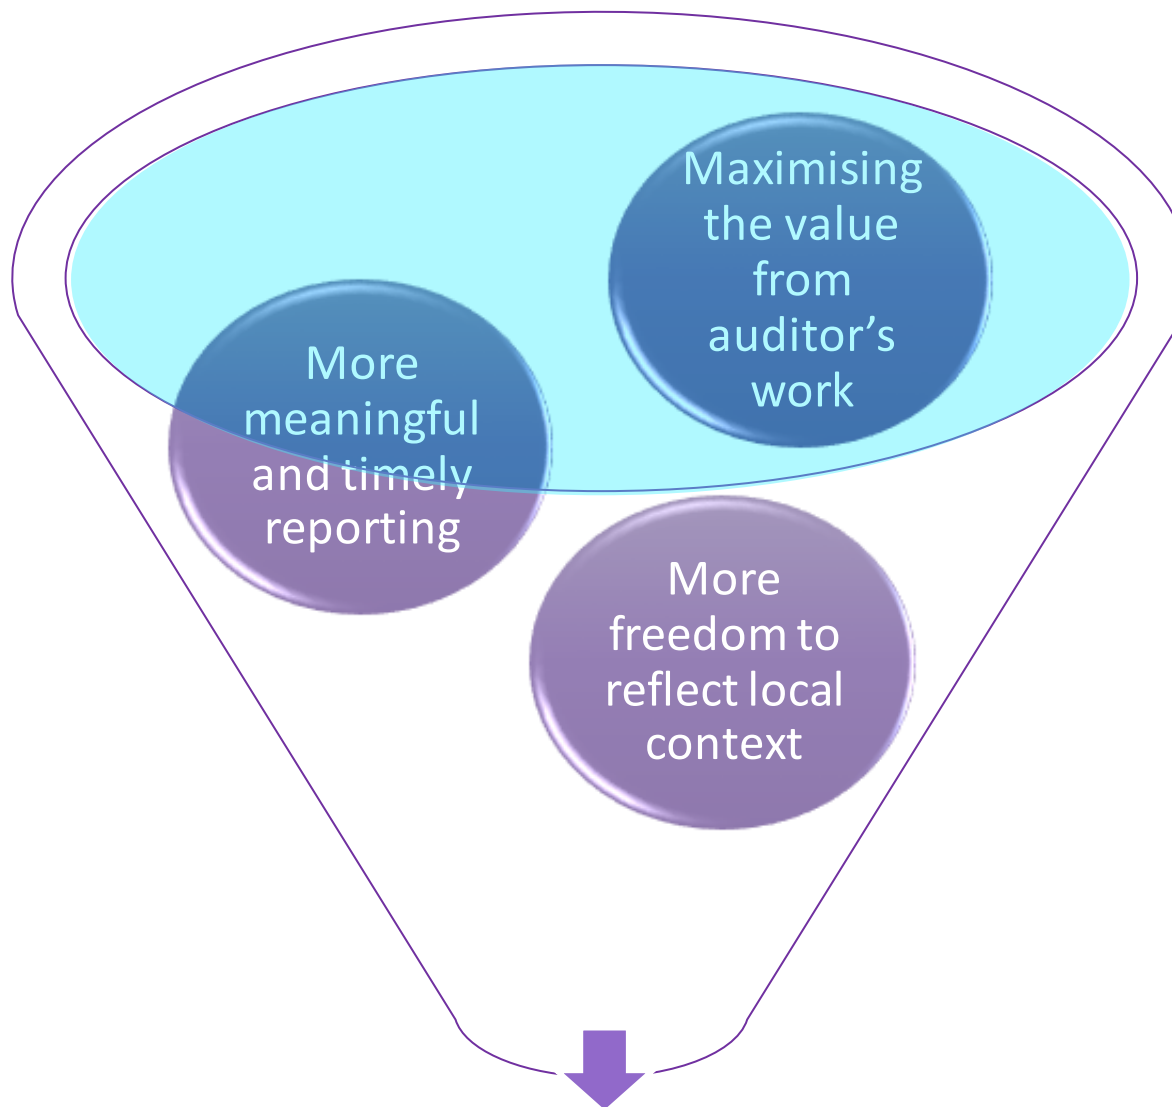 Maximising
the value
from
auditor’s
work
More
meaningful
and timely
reporting
More
freedom to
reflect local
context